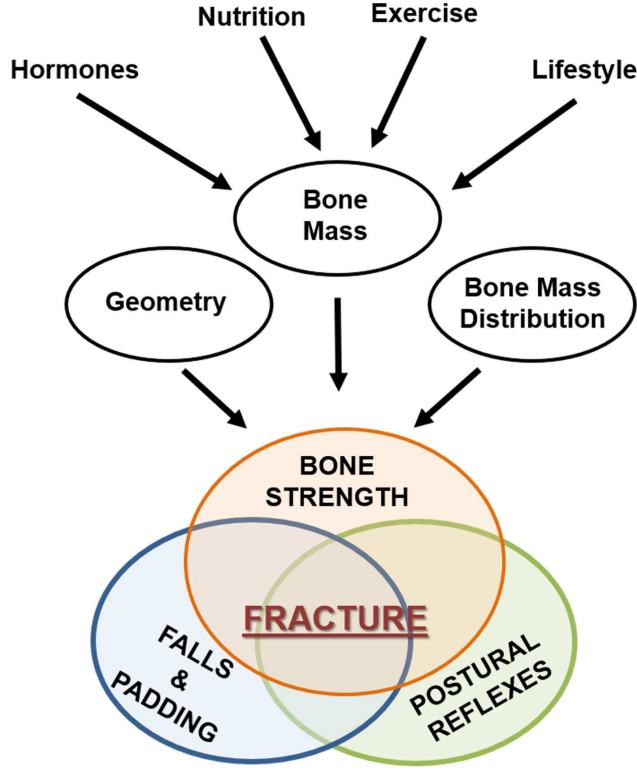 Nutrition
Exercise
Hormones
Lifestyle
Bone
Mass
Geometry
Bone Mass
Distribution
BONE
STRENGTH
FRACTURE
FALLS
&
PADDING
POSTURAL
REFLEXES